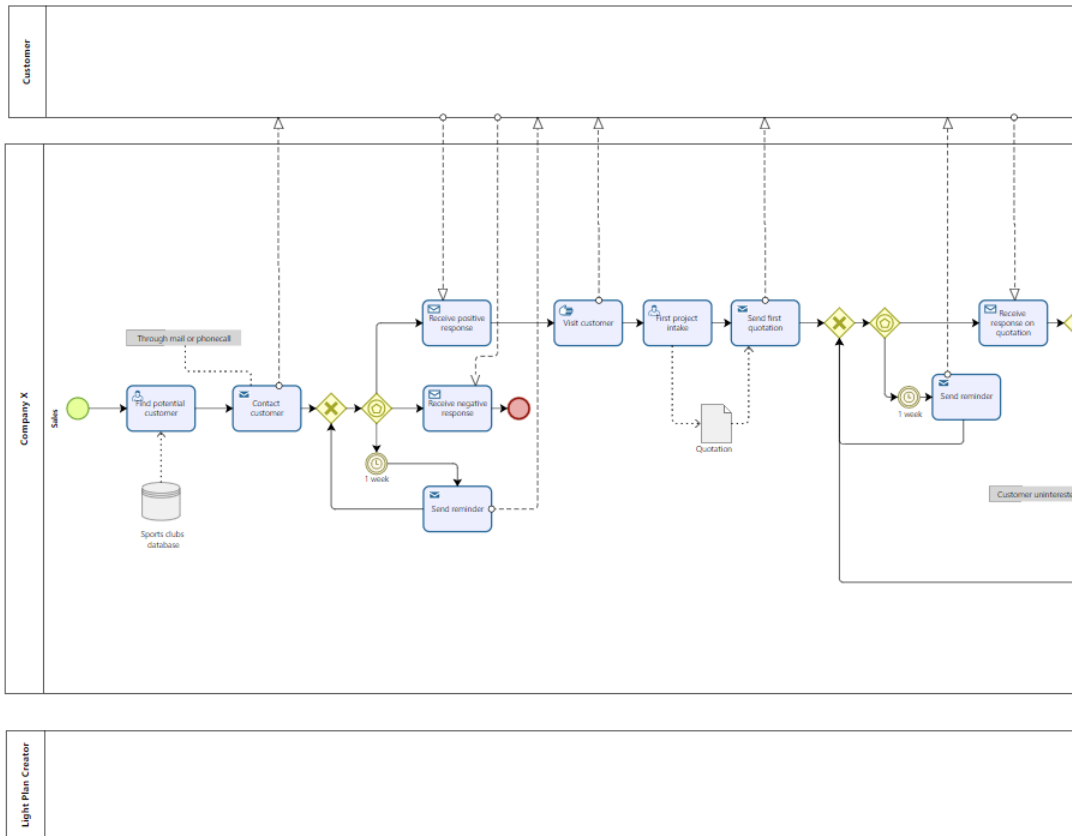 Customer
Company X
Sales
Through mail or phonecall
Find potential
customer
Sports clubs
database
Contact
customer
Receive positive
response
Receive negative
response
1 week
Send reminder
Visit customer
First project
intake
Send first
quotation
Quotation
Receive
response on
quotation
1 week
Send reminder
Customer unintereste
Light Plan Creator